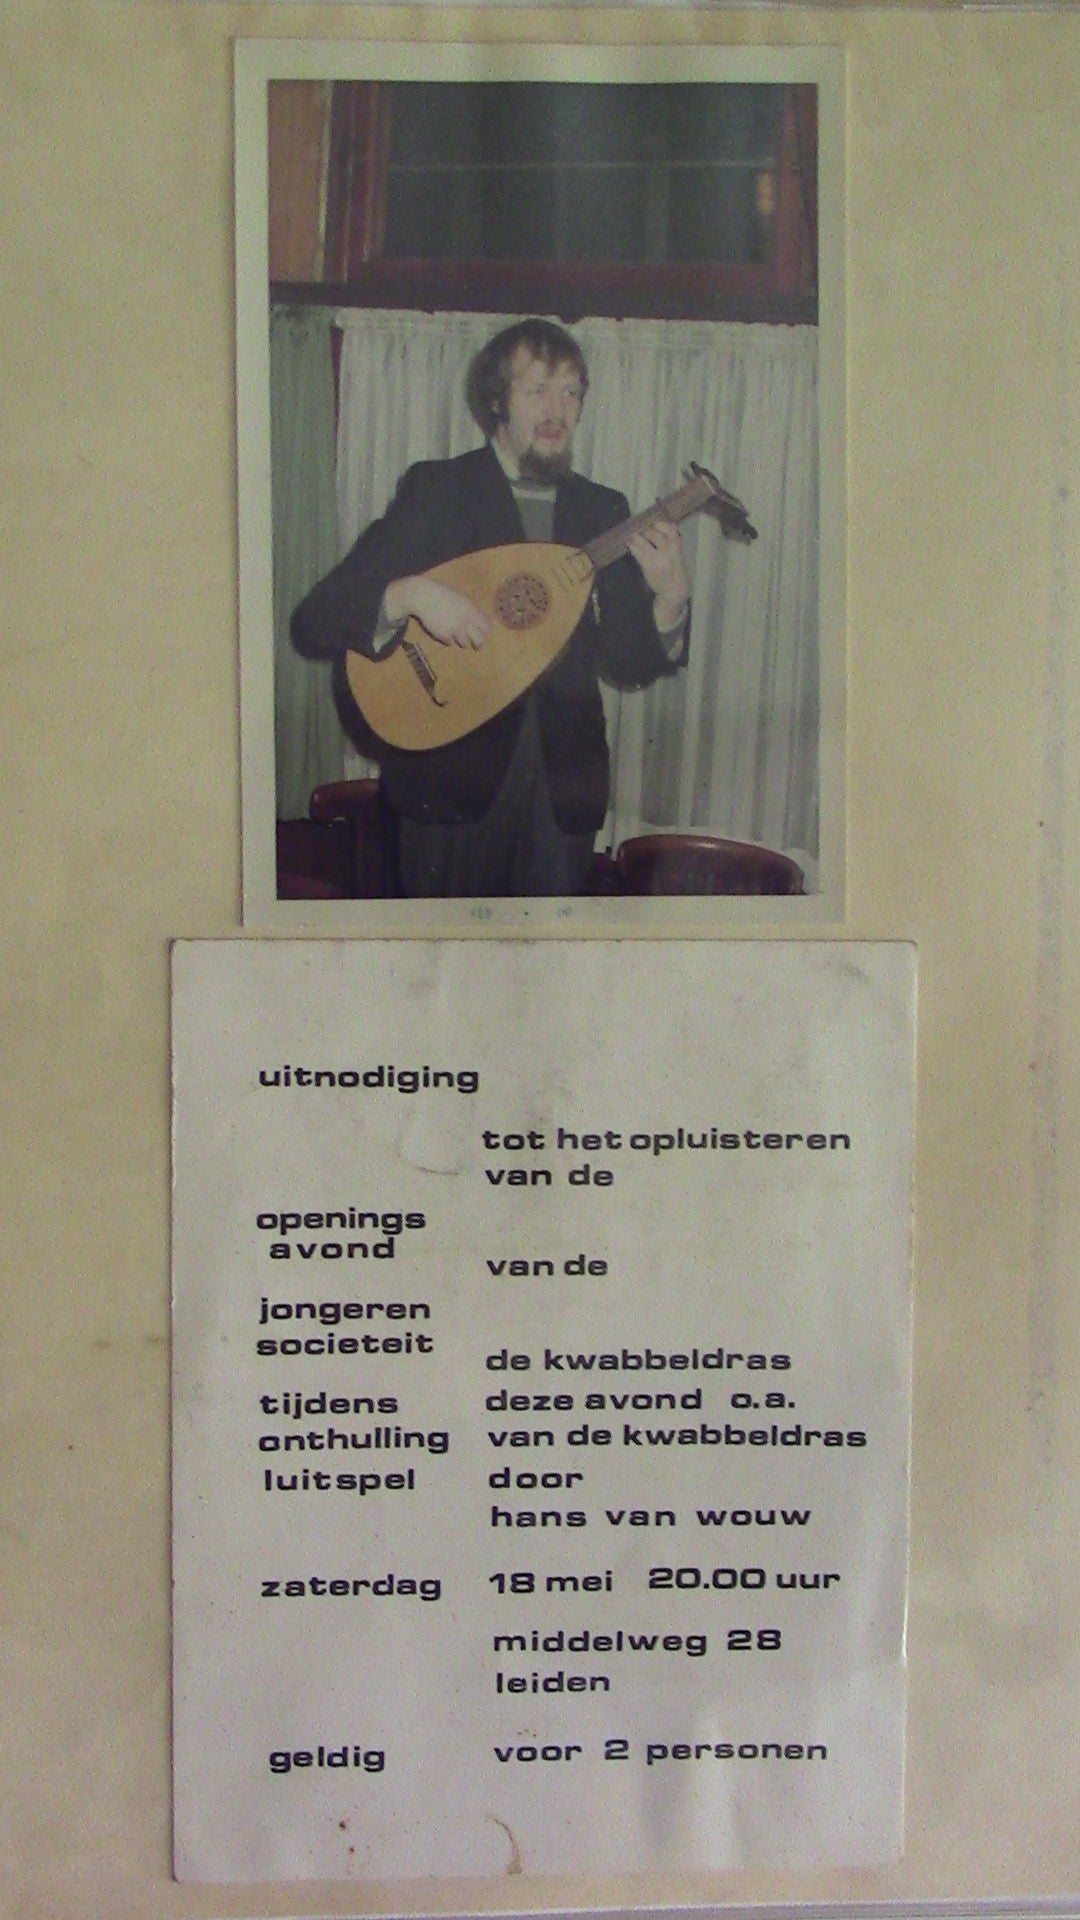 uitnodiging
tot het opluisteren
van de
openings
avond
van de
jongeren
societeit
de kwabbeldras
tijdens deze avond o.a.
onthulling van de kwabbeldras
luitspel door
hans van wouw
zaterdag 18 mei 20.00 uur
middelweg 28
leiden
geldig voor 2 personen